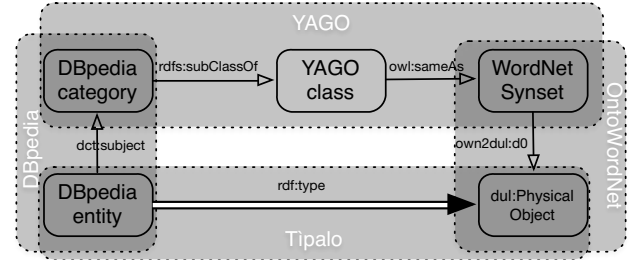 YAGO
DBpedia
category
rdfs:subClassOf
YAGO
class
owl:sameAs
WordNet
Synset
DBpedia
OntoWordNet
dct:subject
own2dul:d0
DBpedia
entity
rdf:type
dul:Physical
Object
Tìpalo